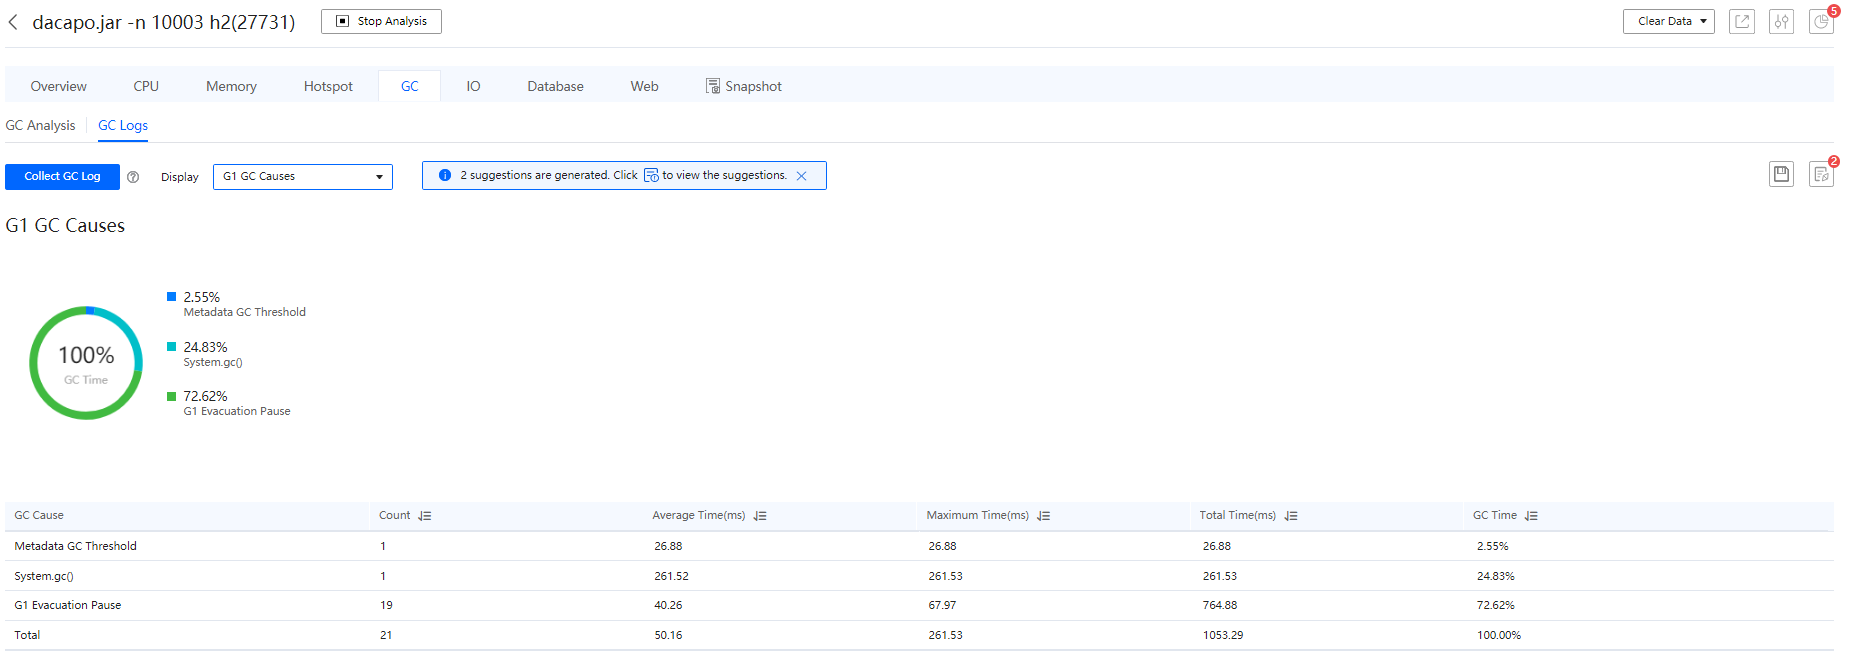 dacapo.jar -n 10003 h2(27731) Stop Analysis Clear Data 5
Overview CPU Memory Hotspot GC IO Database Web Snapshot
GC Analysis GC Logs
Collect GC Log ? Display G1 GC Causes 2 suggestions are generated. Click to view the suggestions. 2
G1 GC Causes
2.55%
Metadata GC Threshold
24.83%
System.gc()
72.62%
G1 Evacuation Pause
100%
GC Time
GC Cause Count Average Time(ms) Maximum Time(ms) Total Time(ms) GC Time
Metadata GC Threshold 1 26.88 26.88 26.88 2.55%
System.gc() 1 261.52 261.53 261.53 24.83%
G1 Evacuation Pause 19 40.26 67.97 764.88 72.62%
Total 21 50.16 261.53 1053.29 100.00%